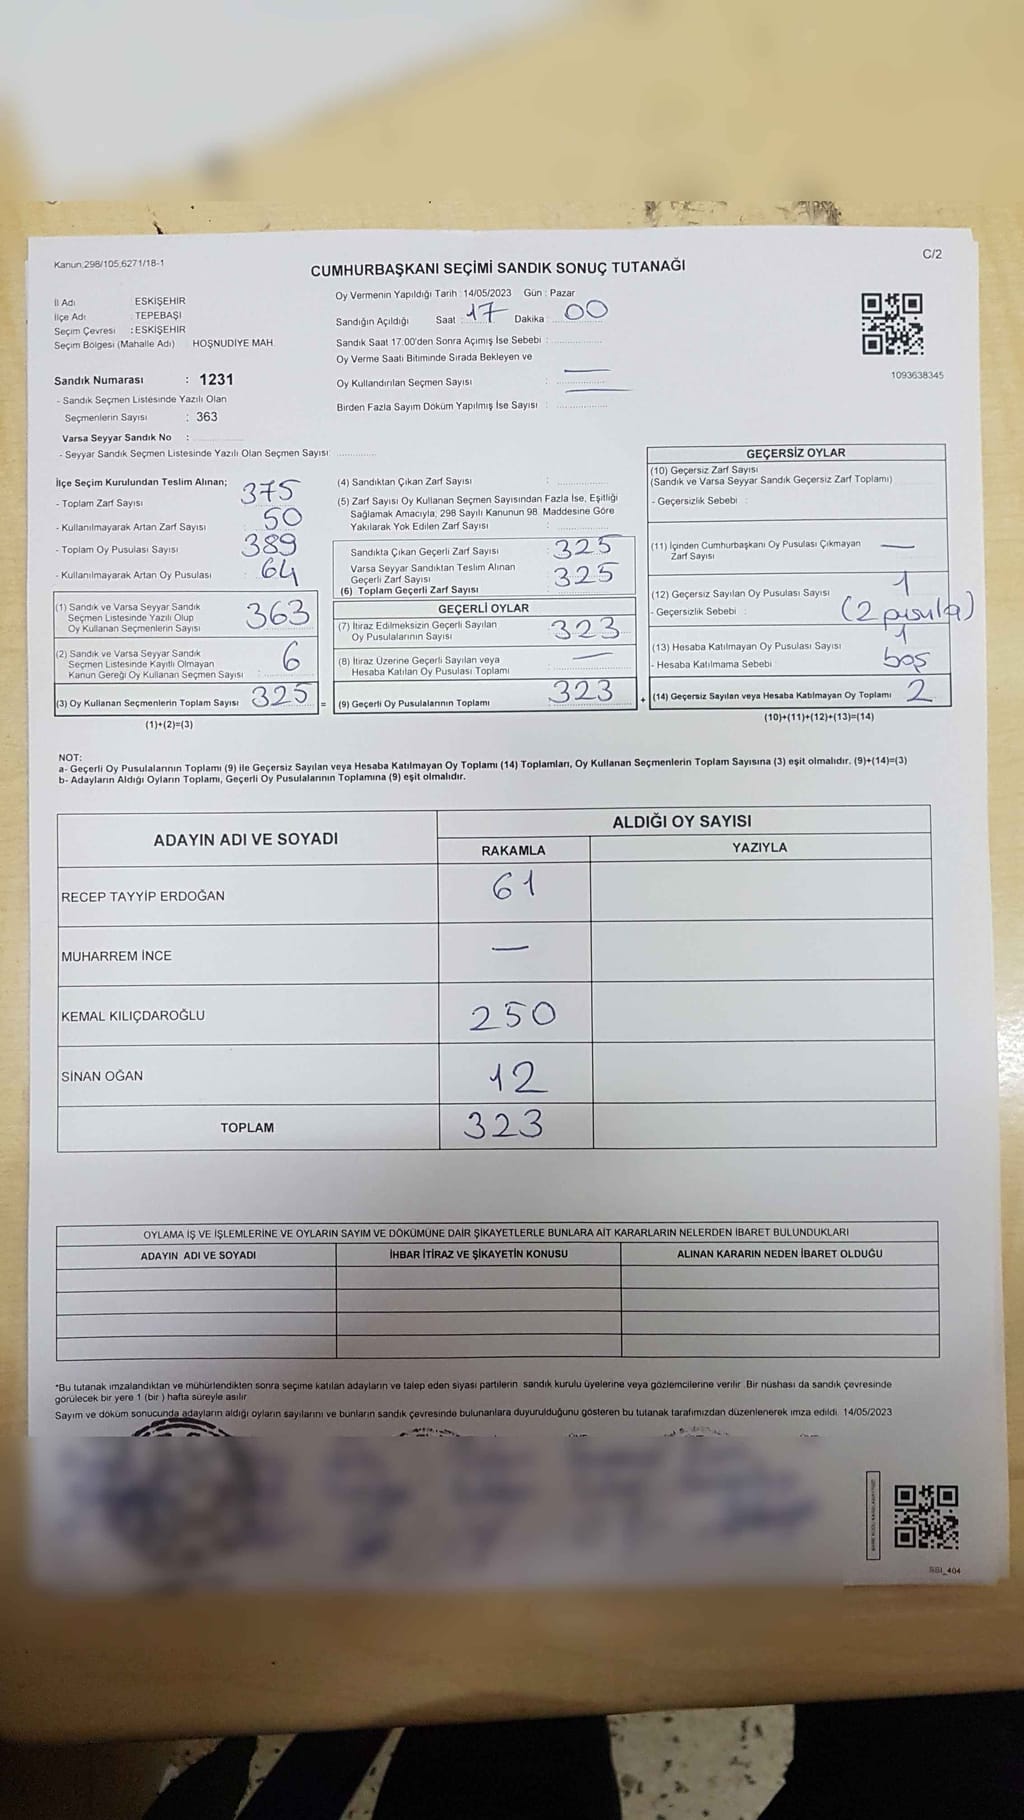 Kanun.298/105,6271/18-1
C/2
CUMHURBAŞKANI SEÇİMİ SANDIK SONUÇ TUTANAĞI
İl Adı ESKİŞEHİR
İlçe Adı : TEPEBAŞI
Seçim Çevresi : ESKİŞEHİR
Seçim Bölgesi (Mahalle Adı) HOŞNUDİYE MAH.
Sandık Numarası : 1231
- Sandık Seçmen Listesinde Yazılı Olan
Seçmenlerin Sayısı : 363
Varsa Seyyar Sandık No :
- Seyyar Sandık Seçmen Listesinde Yazılı Olan Seçmen Sayısı:
Oy Vermenin Yapıldığı Tarih : 14/05/2023 Gün : Pazar
Sandığın Açıldığı Saat : 17 Dakika : 00
Sandık Saat 17.00'den Sonra Açımış İse Sebebi :
Oy Verme Saati Bitiminde Sırada Bekleyen ve
Oy Kullandırılan Seçmen Sayısı : —
Birden Fazla Sayım Döküm Yapılmış İse Sayısı :
1093638345
İlçe Seçim Kurulundan Teslim Alınan;
- Toplam Zarf Sayısı 375
- Kullanılmayarak Artan Zarf Sayısı 50
- Toplam Oy Pusulası Sayısı 389
- Kullanılmayarak Artan Oy Pusulası 64
(1) Sandık ve Varsa Seyyar Sandık
Seçmen Listesinde Yazılı Olup
Oy Kullanan Seçmenlerin Sayısı 363
(2) Sandık ve Varsa Seyyar Sandık
Seçmen Listesinde Kayıtlı Olmayan
Kanun Gereği Oy Kullanan Seçmen Sayısı 6
(3) Oy Kullanan Seçmenlerin Toplam Sayısı 325 =
(1)+(2)=(3)
(4) Sandıktan Çıkan Zarf Sayısı :
(5) Zarf Sayısı Oy Kullanan Seçmen Sayısından Fazla İse, Eşitliği
Sağlamak Amacıyla, 298 Sayılı Kanunun 98. Maddesine Göre
Yakılarak Yok Edilen Zarf Sayısı :
Sandıkta Çıkan Geçerli Zarf Sayısı : 325
Varsa Seyyar Sandıktan Teslim Alınan
Geçerli Zarf Sayısı : 325
(6) Toplam Geçerli Zarf Sayısı
GEÇERLİ OYLAR
(7) İtiraz Edilmeksizin Geçerli Sayılan
Oy Pusulalarının Sayısı : 323
(8) İtiraz Üzerine Geçerli Sayılan veya
Hesaba Katılan Oy Pusulası Toplamı : —
(9) Geçerli Oy Pusulalarının Toplamı 323 +
GEÇERSİZ OYLAR
(10) Geçersiz Zarf Sayısı
(Sandık ve Varsa Seyyar Sandık Geçersiz Zarf Toplamı)
- Geçersizlik Sebebi :
(11) İçinden Cumhurbaşkanı Oy Pusulası Çıkmayan
Zarf Sayısı —
(12) Geçersiz Sayılan Oy Pusulası Sayısı 1
- Geçersizlik Sebebi : (2 pusula)
(13) Hesaba Katılmayan Oy Pusulası Sayısı 1
- Hesaba Katılmama Sebebi : boş
(14) Geçersiz Sayılan veya Hesaba Katılmayan Oy Toplamı 2
(10)+(11)+(12)+(13)=(14)
NOT:
a- Geçerli Oy Pusulalarının Toplamı (9) ile Geçersiz Sayılan veya Hesaba Katılmayan Oy Toplamı (14) Toplamları, Oy Kullanan Seçmenlerin Toplam Sayısına (3) eşit olmalıdır. (9)+(14)=(3)
b- Adayların Aldığı Oyların Toplamı, Geçerli Oy Pusulalarının Toplamına (9) eşit olmalıdır.
ADAYIN ADI VE SOYADI
ALDIĞI OY SAYISI
RAKAMLA YAZIYLA
RECEP TAYYİP ERDOĞAN 61
MUHARREM İNCE —
KEMAL KILIÇDAROĞLU 250
SİNAN OĞAN 12
TOPLAM 323
OYLAMA İŞ VE İŞLEMLERİNE VE OYLARIN SAYIM VE DÖKÜMÜNE DAİR ŞİKAYETLERLE BUNLARA AİT KARARLARIN NELERDEN İBARET BULUNDUKLARI
ADAYIN ADI VE SOYADI İHBAR İTİRAZ VE ŞİKAYETİN KONUSU ALINAN KARARIN NEDEN İBARET OLDUĞU
*Bu tutanak imzalandıktan ve mühürlendikten sonra seçime katılan adayların ve talep eden siyasi partilerin sandık kurulu üyelerine veya gözlemcilerine verilir. Bir nüshası da sandık çevresinde
görülecek bir yere 1 (bir ) hafta süreyle asılır.
Sayım ve döküm sonucunda adayların aldığı oyların sayılarını ve bunların sandık çevresinde bulunanlara duyurulduğunu gösteren bu tutanak tarafımızdan düzenlenerek imza edildi. 14/05/2023